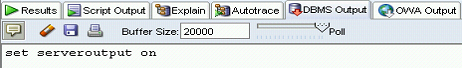 Results Script Output Explain Autotrace DBMS Output OWA Output
Buffer Size: 20000 Poll
set serveroutput on